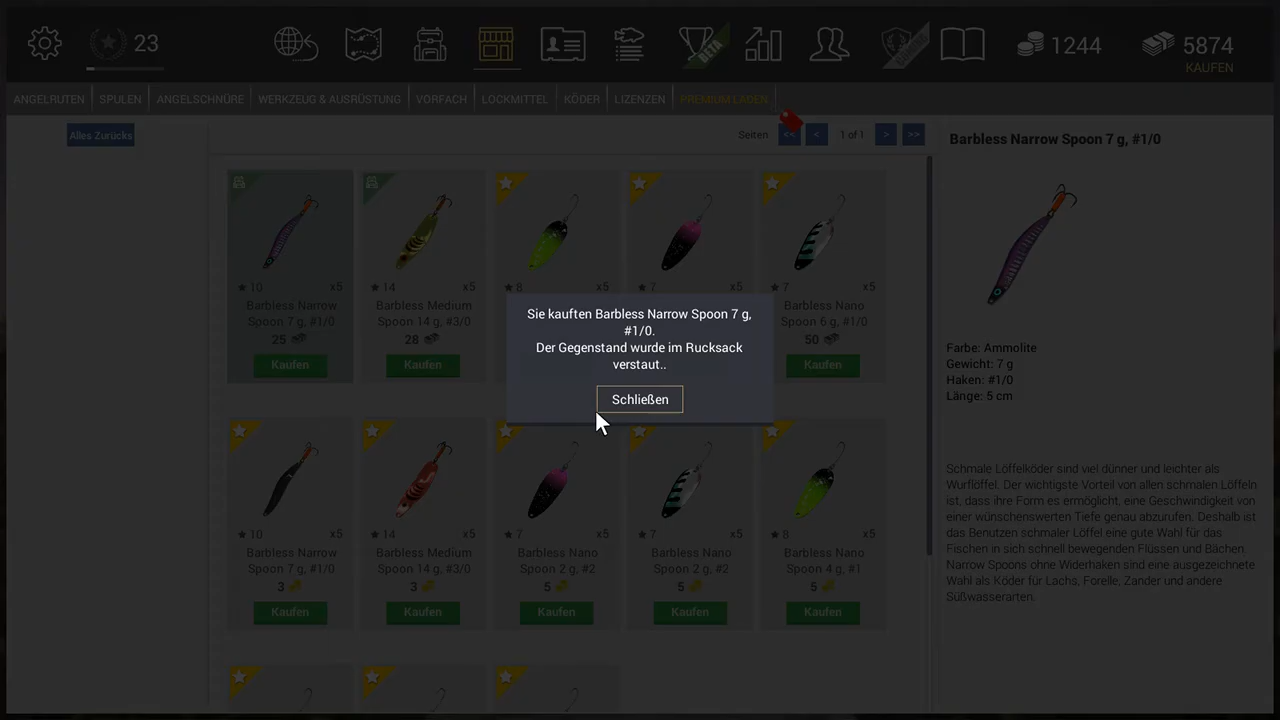 23
BETA
1244
5874
KAUFEN
ANGELRUTEN
SPULEN
ANGELSCHNÜRE
WERKZEUG & AUSRÜSTUNG
VORFACH
LOCKMITTEL
KÖDER
LIZENZEN
PREMIUM LADEN
Alles Zurücks
Seiten
<<
<
1 of 1
>
>>
10 x5
Barbless Narrow
Spoon 7 g, #1/0
25
Kaufen
14 x5
Barbless Medium
Spoon 14 g, #3/0
28
Kaufen
8 x5
7 x5
7 x5
Barbless Nano
Spoon 6 g, #1/0
50
Kaufen
Sie kauften Barbless Narrow Spoon 7 g,
#1/0.
Der Gegenstand wurde im Rucksack
verstaut..
Schließen
10 x5
Barbless Narrow
Spoon 7 g, #1/0
3
Kaufen
14 x5
Barbless Medium
Spoon 14 g, #3/0
3
Kaufen
7 x5
Barbless Nano
Spoon 2 g, #2
5
Kaufen
7 x5
Barbless Nano
Spoon 2 g, #2
5
Kaufen
8 x5
Barbless Nano
Spoon 4 g, #1
5
Kaufen
Barbless Narrow Spoon 7 g, #1/0
Farbe: Ammolite
Gewicht: 7 g
Haken: #1/0
Länge: 5 cm
Schmale Löffelköder sind viel dünner und leichter als
Wurflöffel. Der wichtigste Vorteil von allen schmalen Löffeln
ist, dass ihre Form es ermöglicht, eine Geschwindigkeit von
einer wünschenswerten Tiefe genau abzurufen. Deshalb ist
das Benutzen schmaler Löffel eine gute Wahl für das
Fischen in sich schnell bewegenden Flüssen und Bächen.
Narrow Spoons ohne Widerhaken sind eine ausgezeichnete
Wahl als Köder für Lachs, Forelle, Zander und andere
Süßwasserarten.